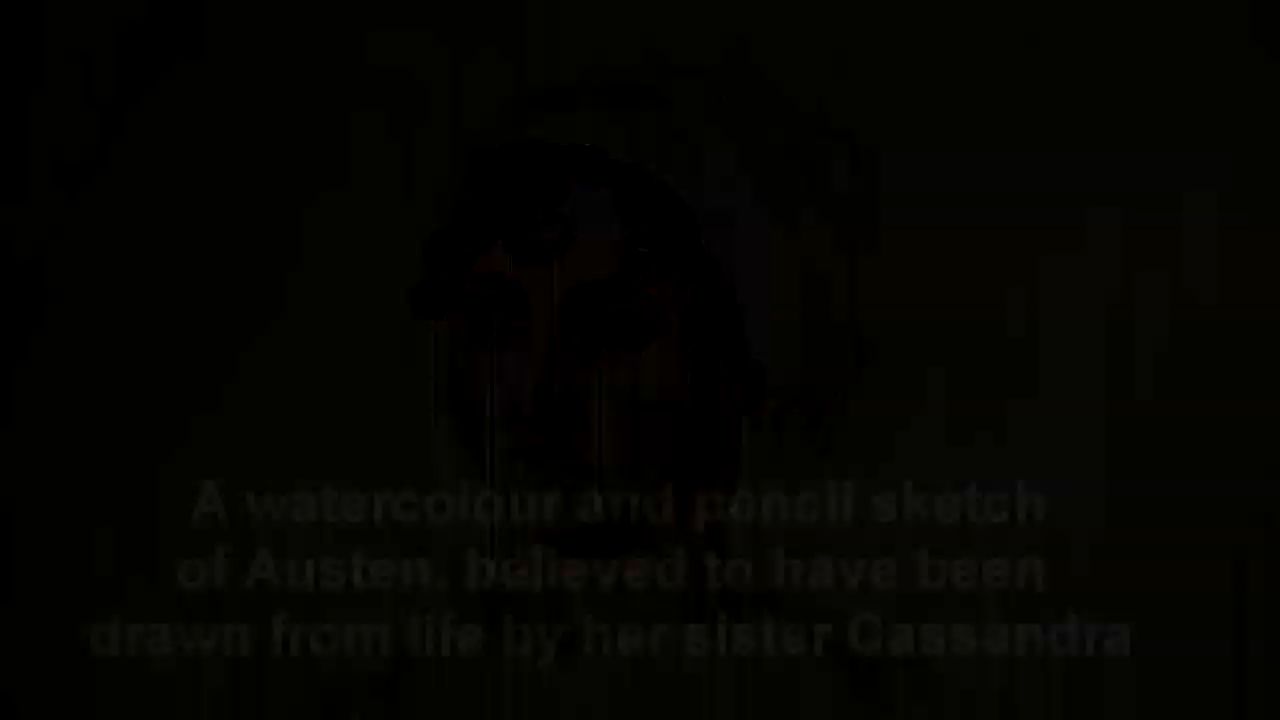 A watercolour and pencil sketch
of Austen, believed to have been
drawn from life by her sister Cassandra